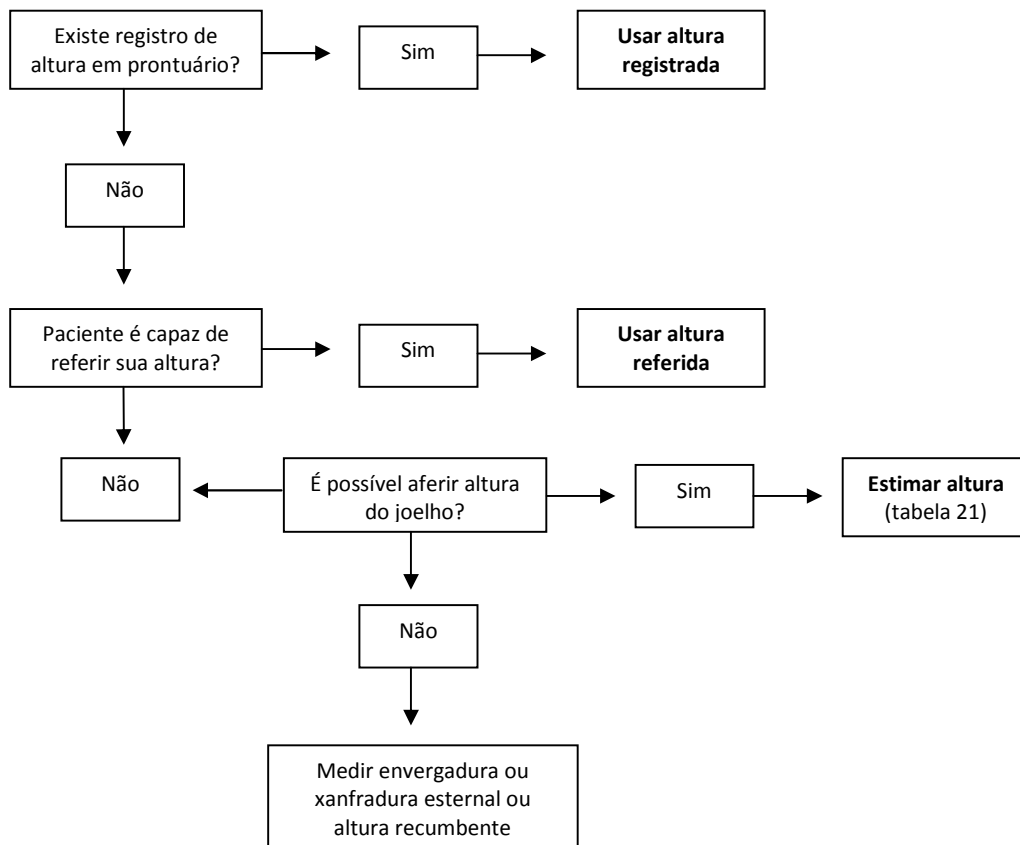 Existe registro de
altura em prontuário?
Sim
Usar altura
registrada
Não
Paciente é capaz de
referir sua altura?
Sim
Usar altura
referida
Não
É possível aferir altura
do joelho?
Sim
Estimar altura
(tabela 21)
Não
Medir envergadura ou
xanfradura esternal ou
altura recumbente